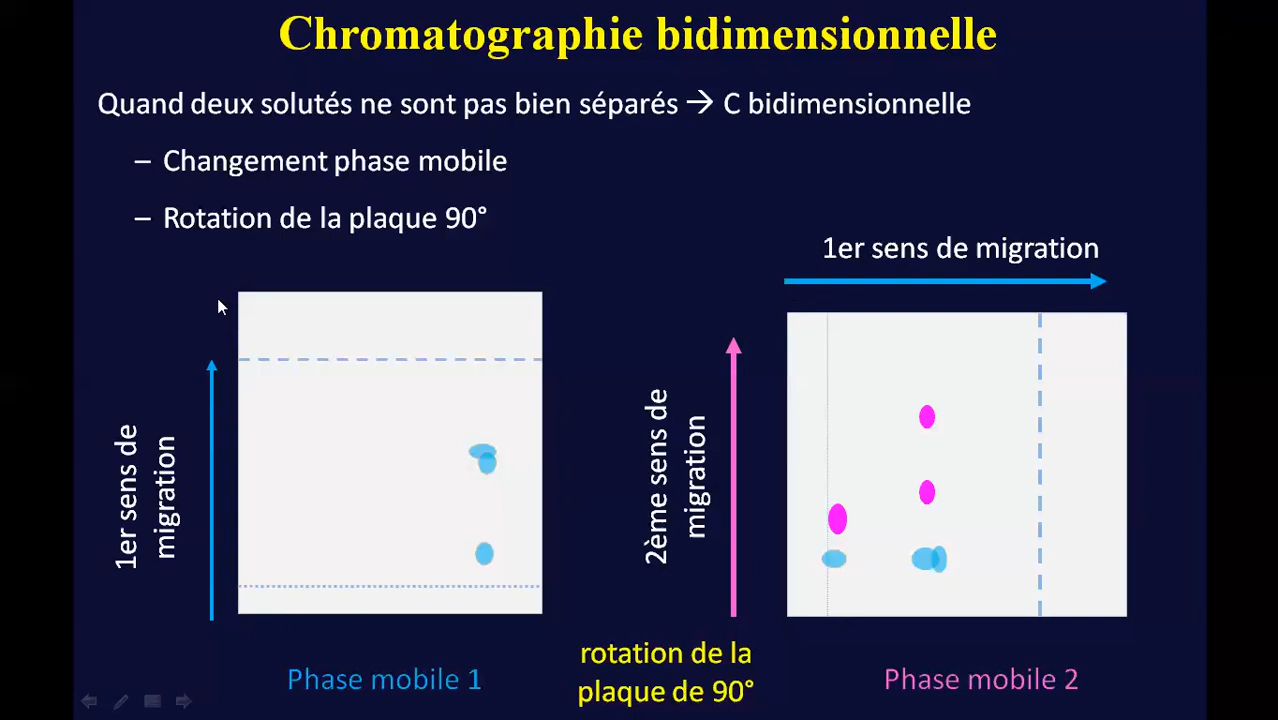 Chromatographie bidimensionnelle
Quand deux solutés ne sont pas bien séparés → C bidimensionnelle
– Changement phase mobile
– Rotation de la plaque 90°
1er sens de migration
1er sens de
migration
2ème sens de
migration
Phase mobile 1
rotation de la
plaque de 90°
Phase mobile 2